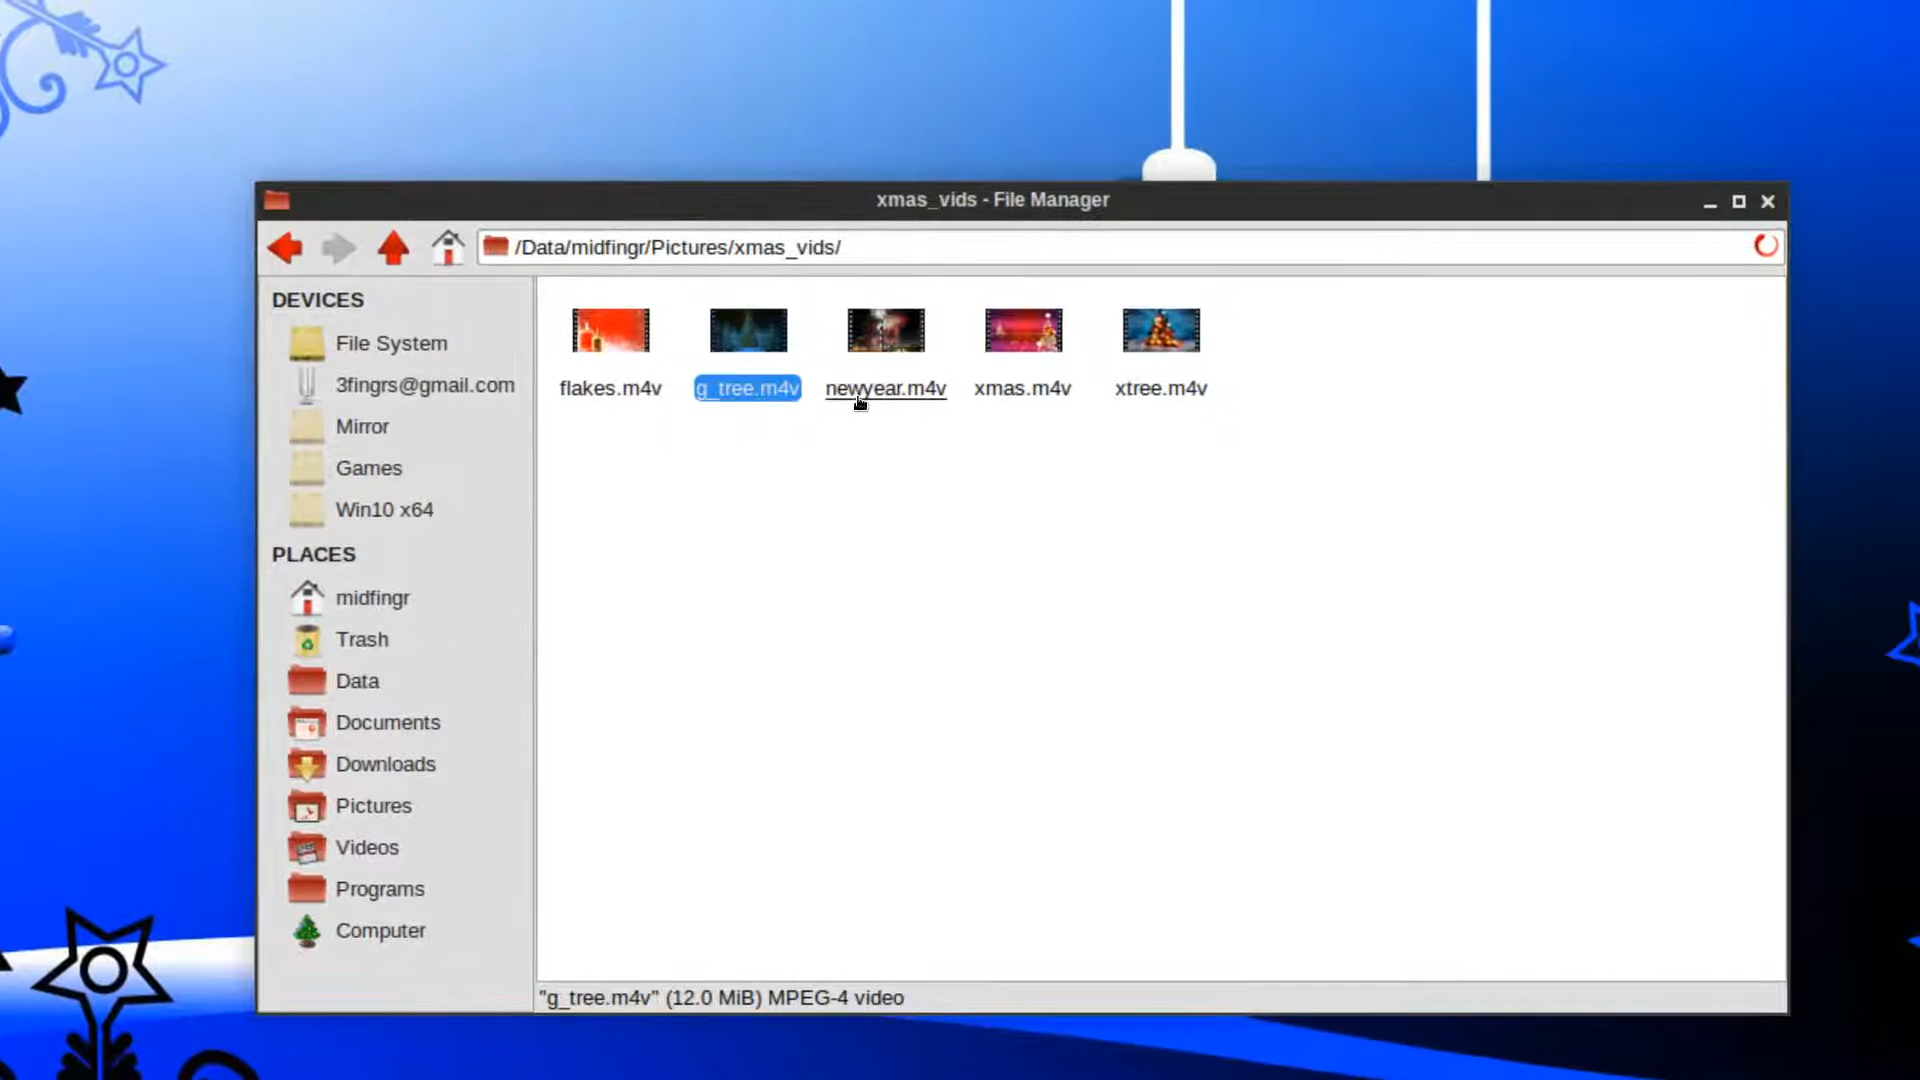 xmas_vids - File Manager
/Data/midfingr/Pictures/xmas_vids/
DEVICES
File System
3fingrs@gmail.com
Mirror
Games
Win10 x64
PLACES
midfingr
Trash
Data
Documents
Downloads
Pictures
Videos
Programs
Computer
flakes.m4v
g_tree.m4v
newyear.m4v
xmas.m4v
xtree.m4v
"g_tree.m4v" (12.0 MiB) MPEG-4 video